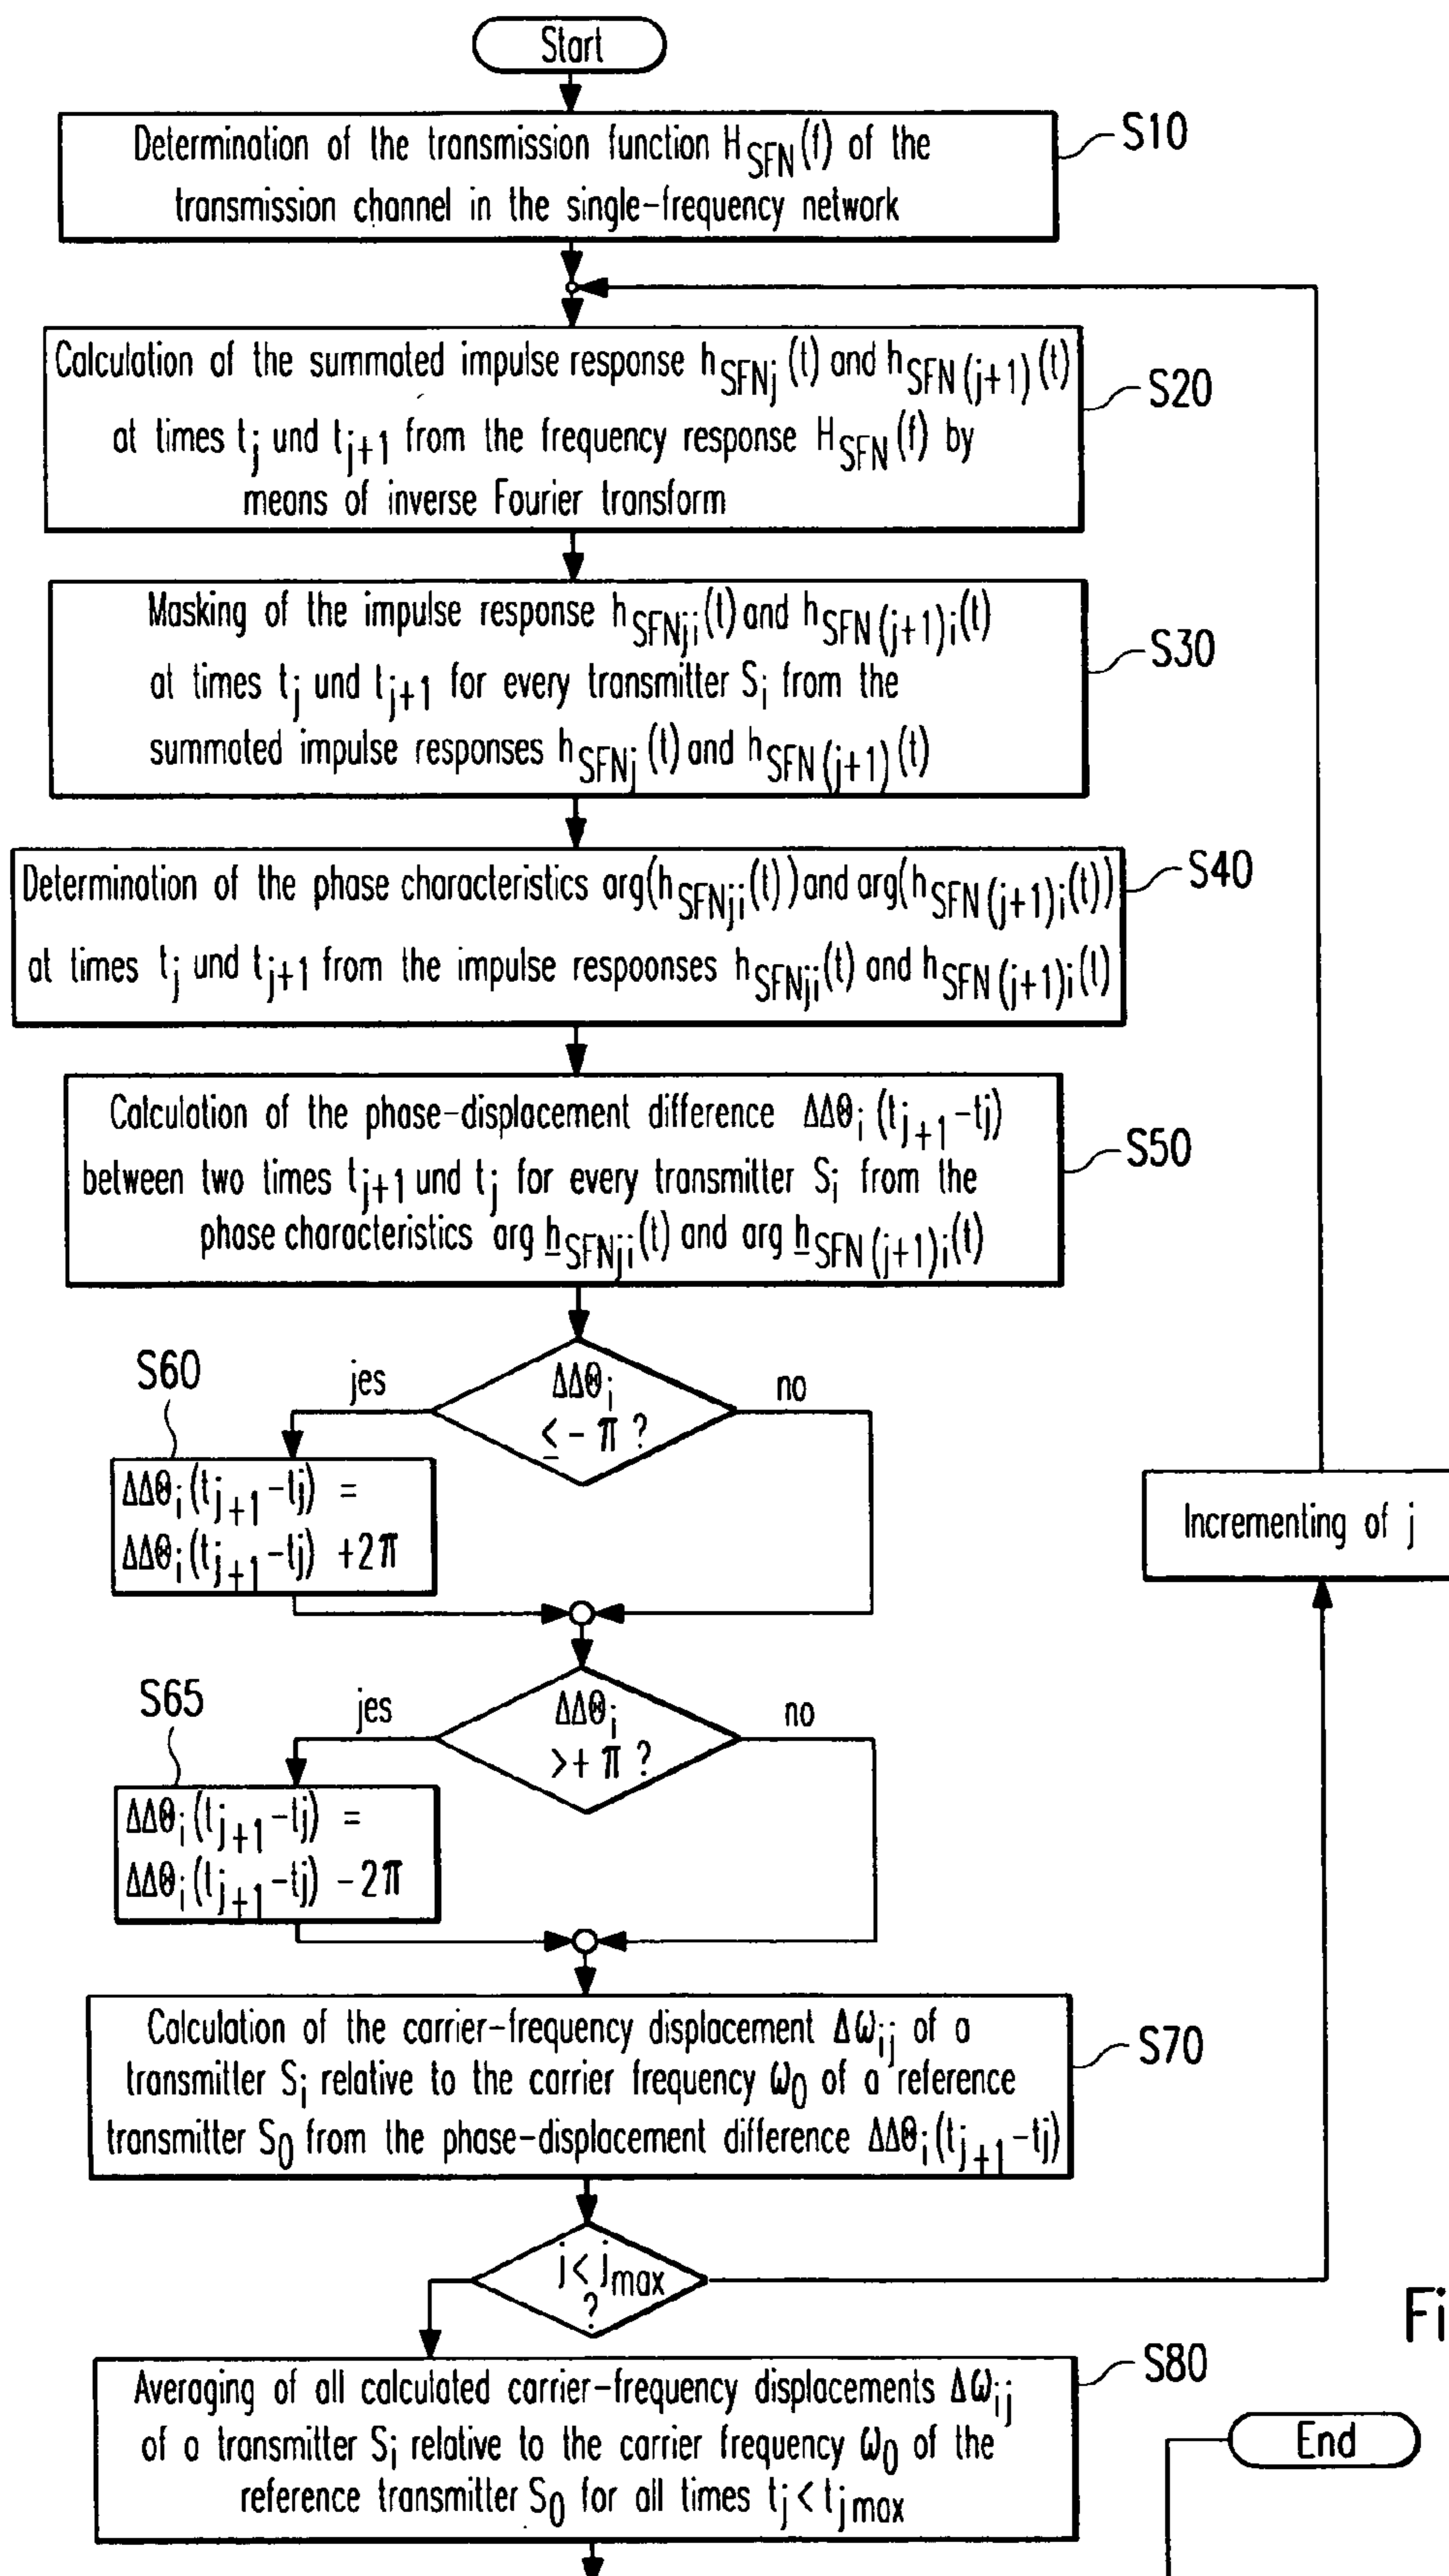 Start
Determination of the transmission function H_SFN(f) of the
transmission channel in the single-frequency network
S10
Calculation of the summated impulse response h_SFNj(t) and h_SFN(j+1)(t)
at times t_j und t_j+1 from the frequency response H_SFN(f) by
means of inverse Fourier transform
S20
Masking of the impulse response h_SFNji(t) and h_SFN(j+1)i(t)
at times t_j und t_j+1 for every transmitter S_i from the
summated impulse responses h_SFNj(t) and h_SFN(j+1)(t)
S30
Determination of the phase characteristics arg(h_SFNji(t)) and arg(h_SFN(j+1)i(t))
at times t_j und t_j+1 from the impulse respoonses h_SFNji(t) and h_SFN(j+1)i(t)
S40
Calculation of the phase-displacement difference ΔΔΘ_i(t_j+1-tj)
between two times t_j+1 und t_j for every transmitter S_i from the
phase characteristics arg h_SFNji(t) and arg h_SFN(j+1)i(t)
S50
ΔΔΘ_i
≤ - π ?
jes
no
S60
ΔΔΘ_i(t_j+1-tj) =
ΔΔΘ_i(t_j+1-tj) +2π
Incrementing of j
ΔΔΘ_i
>+ π ?
jes
no
S65
ΔΔΘ_i(t_j+1-tj) =
ΔΔΘ_i(t_j+1-tj) -2π
Calculation of the carrier-frequency displacement Δω_ij of a
transmitter S_i relative to the carrier frequency ω_0 of a reference
transmitter S_0 from the phase-displacement difference ΔΔΘ_i(t_j+1-tj)
S70
j < j_max
?
Fi
Averaging of all calculated carrier-frequency displacements Δω_ij
of a transmitter S_i relative to the carrier frequency ω_0 of the
reference transmitter S_0 for all times t_j < t_jmax
S80
End